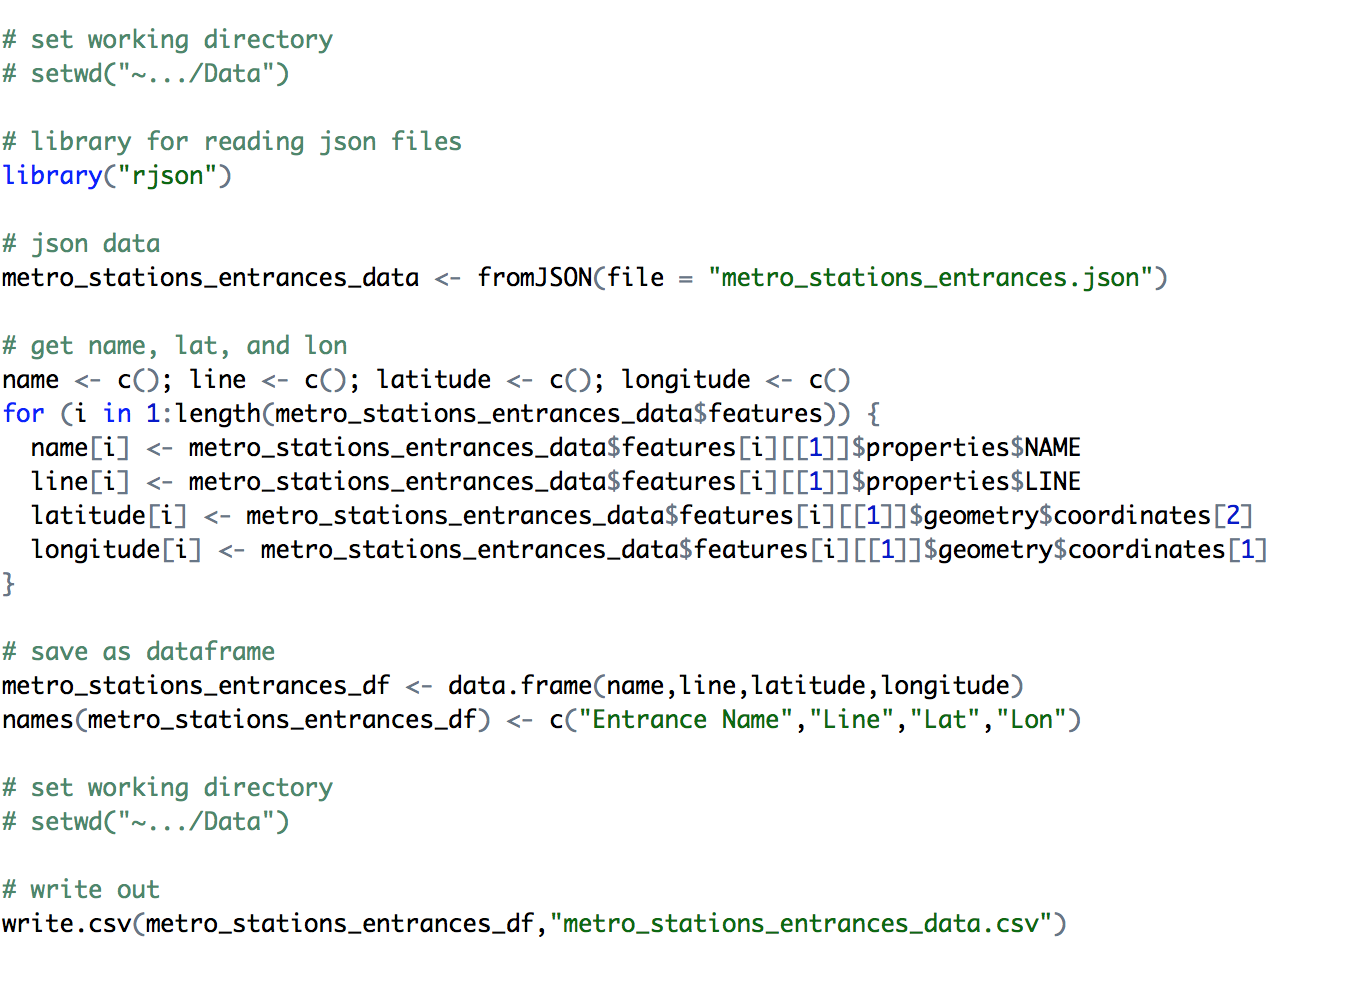 # set working directory
# setwd("~.../Data")
# library for reading json files
library("rjson")
# json data
metro_stations_entrances_data <- fromJSON(file = "metro_stations_entrances.json")
# get name, lat, and lon
name <- c(); line <- c(); latitude <- c(); longitude <- c()
for (i in 1:length(metro_stations_entrances_data$features)) {
  name[i] <- metro_stations_entrances_data$features[i][[1]]$properties$NAME
  line[i] <- metro_stations_entrances_data$features[i][[1]]$properties$LINE
  latitude[i] <- metro_stations_entrances_data$features[i][[1]]$geometry$coordinates[2]
  longitude[i] <- metro_stations_entrances_data$features[i][[1]]$geometry$coordinates[1]
}
# save as dataframe
metro_stations_entrances_df <- data.frame(name,line,latitude,longitude)
names(metro_stations_entrances_df) <- c("Entrance Name","Line","Lat","Lon")
# set working directory
# setwd("~.../Data")
# write out
write.csv(metro_stations_entrances_df,"metro_stations_entrances_data.csv")